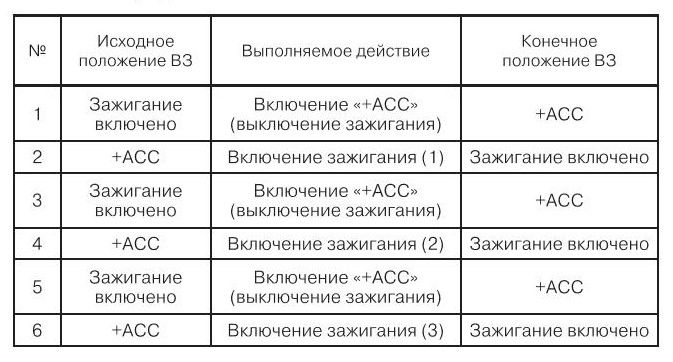 №
Исходное
положение ВЗ
Выполняемое действие
Конечное
положение ВЗ
1
Зажигание
включено
Включение «+АСС»
(выключение зажигания)
+АСС
2
+АСС
Включение зажигания (1)
Зажигание включено
3
Зажигание
включено
Включение «+АСС»
(выключение зажигания)
+АСС
4
+АСС
Включение зажигания (2)
Зажигание включено
5
Зажигание
включено
Включение «+АСС»
(выключение зажигания)
+АСС
6
+АСС
Включение зажигания (3)
Зажигание включено